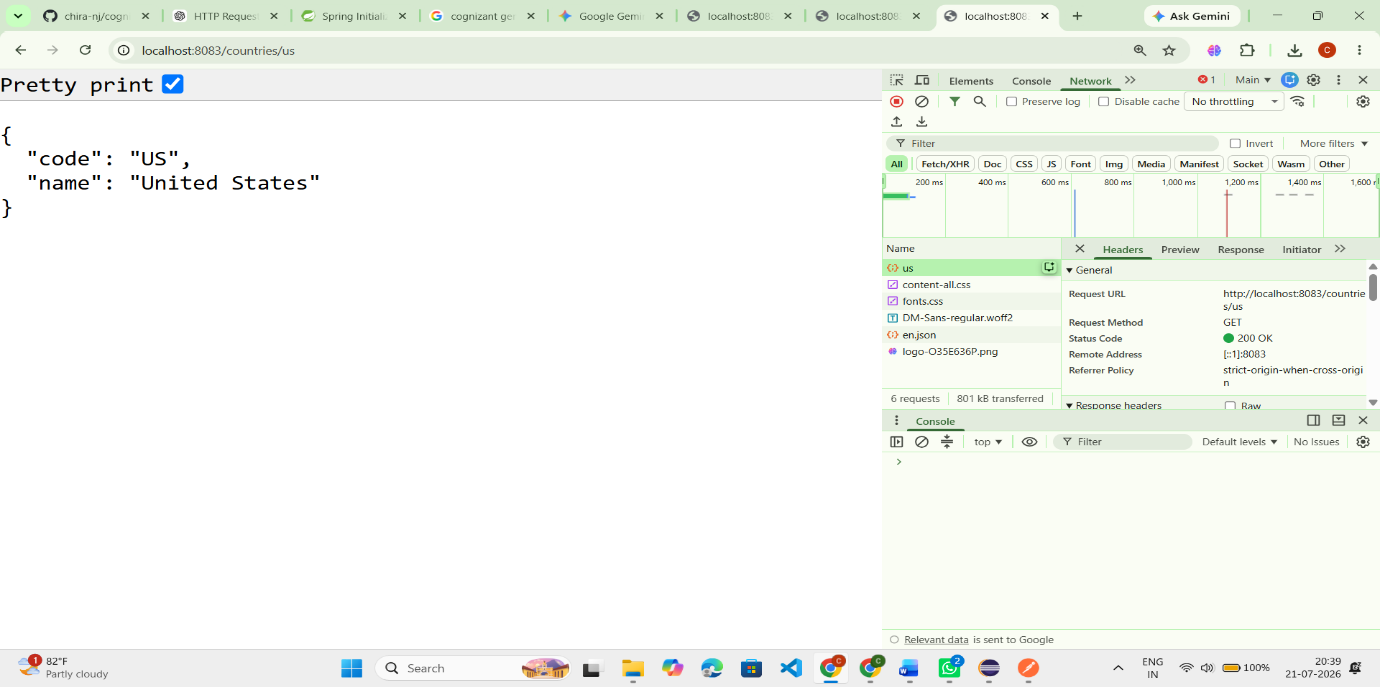 chira-nj/cogn
HTTP Request
Spring Initiali
cognizant ge
Google Gemi
localhost:808
localhost:808
localhost:808
Ask Gemini
localhost:8083/countries/us
C
Pretty print
{
"code": "US",
"name": "United States"
}
Elements
Console
Network
1
Main
Preserve log
Disable cache
No throttling
Filter
Invert
More filters
All
Fetch/XHR
Doc
CSS
JS
Font
Img
Media
Manifest
Socket
Wasm
Other
200 ms
400 ms
600 ms
800 ms
1,000 ms
1,200 ms
1,400 ms
1,600
Name
Headers
Preview
Response
Initiator
us
content-all.css
fonts.css
DM-Sans-regular.woff2
en.json
logo-O35E636P.png
General
Request URL
http://localhost:8083/countrie
s/us
Request Method
GET
Status Code
200 OK
Remote Address
[::1]:8083
Referrer Policy
strict-origin-when-cross-origi
n
Response headers
Raw
6 requests
801 kB transferred
Console
top
Filter
Default levels
No Issues
Relevant data is sent to Google
1
82°F
Partly cloudy
Search
C
C
2
ENG
IN
100%
20:39
21-07-2026